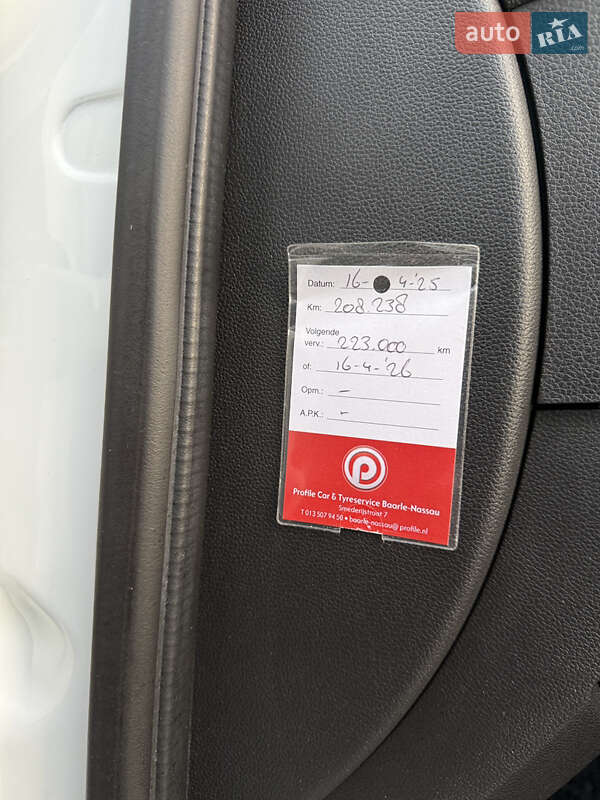 auto RIA.com
Datum: 16-4-'25
Km: 208.238
Volgende
verv.: 223.000 km
of: 16-4-'26
Opm.: -
A.P.K.: -
Profile Car & Tyreservice Baarle-Nassau
Smederijstraat 7
T 013 507 94 50 • baarle-nassau@profile.nl